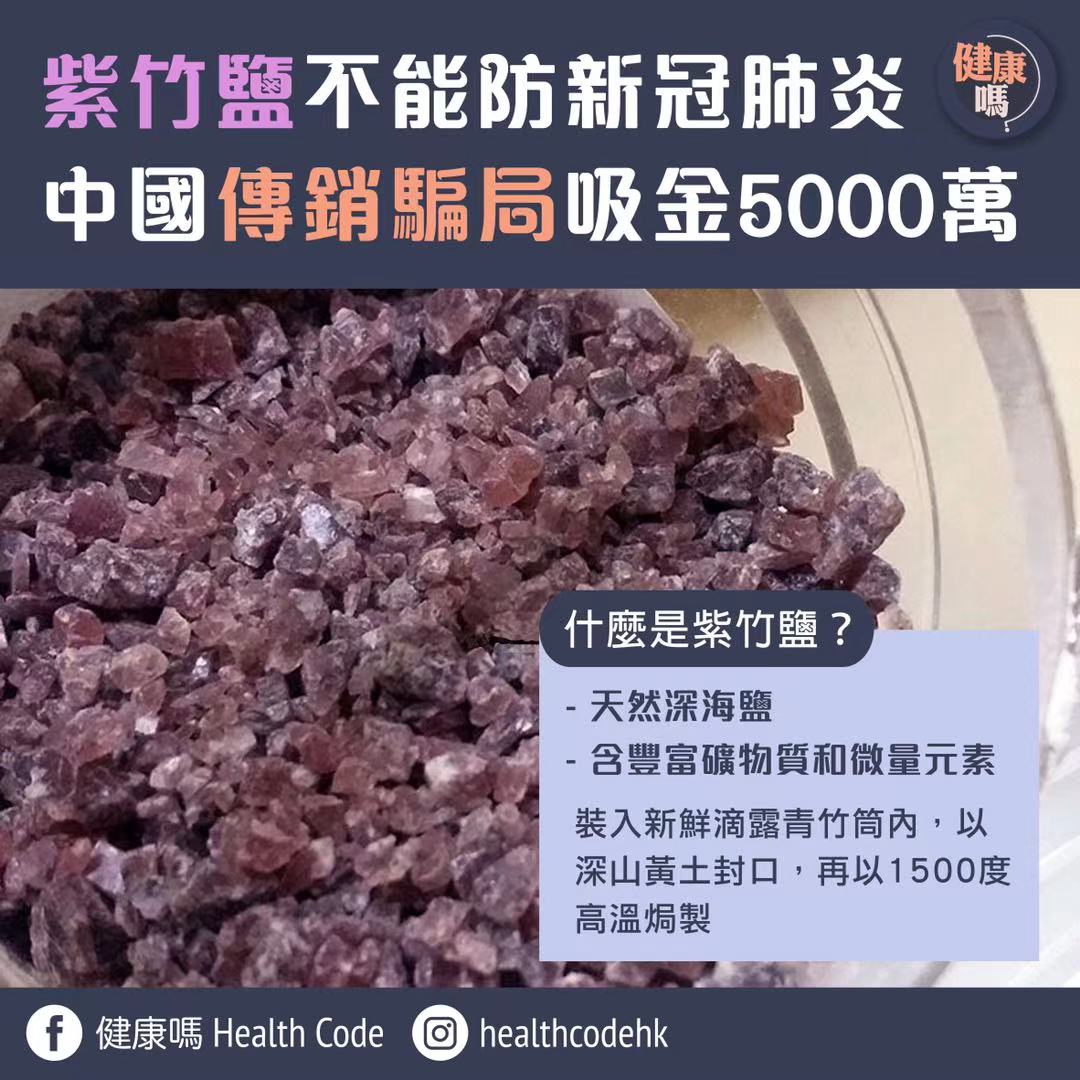 紫竹鹽不能防新冠肺炎
健康
嗎?
中國傳銷騙局吸金5000萬
什麼是紫竹鹽？
- 天然深海鹽
- 含豐富礦物質和微量元素
裝入新鮮滴露青竹筒內，以
深山黃土封口，再以1500度
高溫焗製
健康嗎 Health Code
healthcodehk